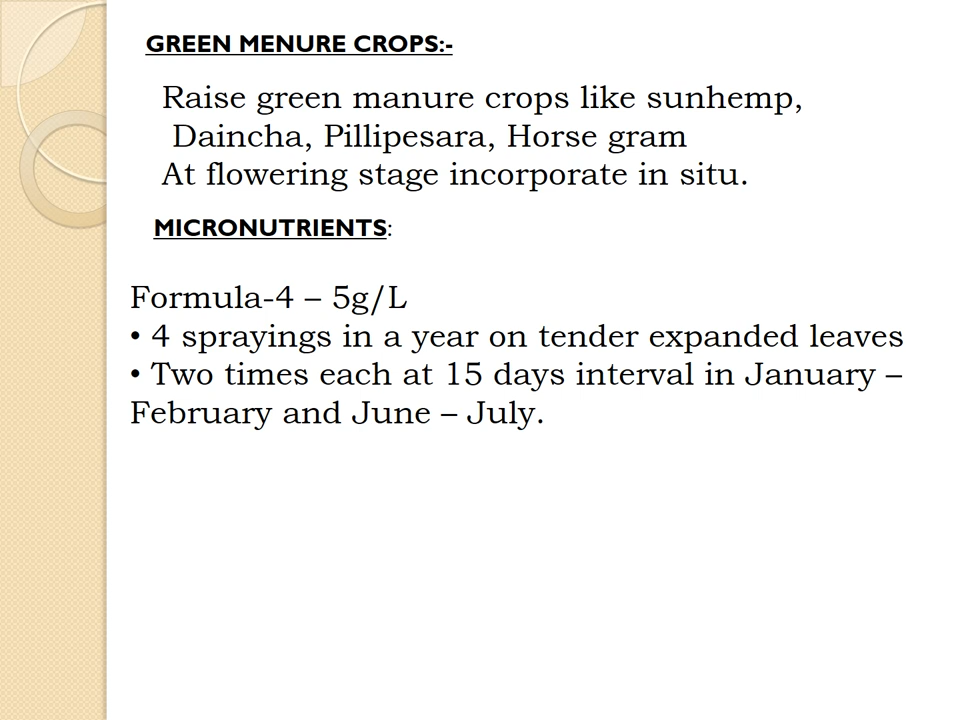 GREEN MENURE CROPS:-
Raise green manure crops like sunhemp,
Daincha, Pillipesara, Horse gram
At flowering stage incorporate in situ.
MICRONUTRIENTS:
Formula-4 – 5g/L
• 4 sprayings in a year on tender expanded leaves
• Two times each at 15 days interval in January –
February and June – July.